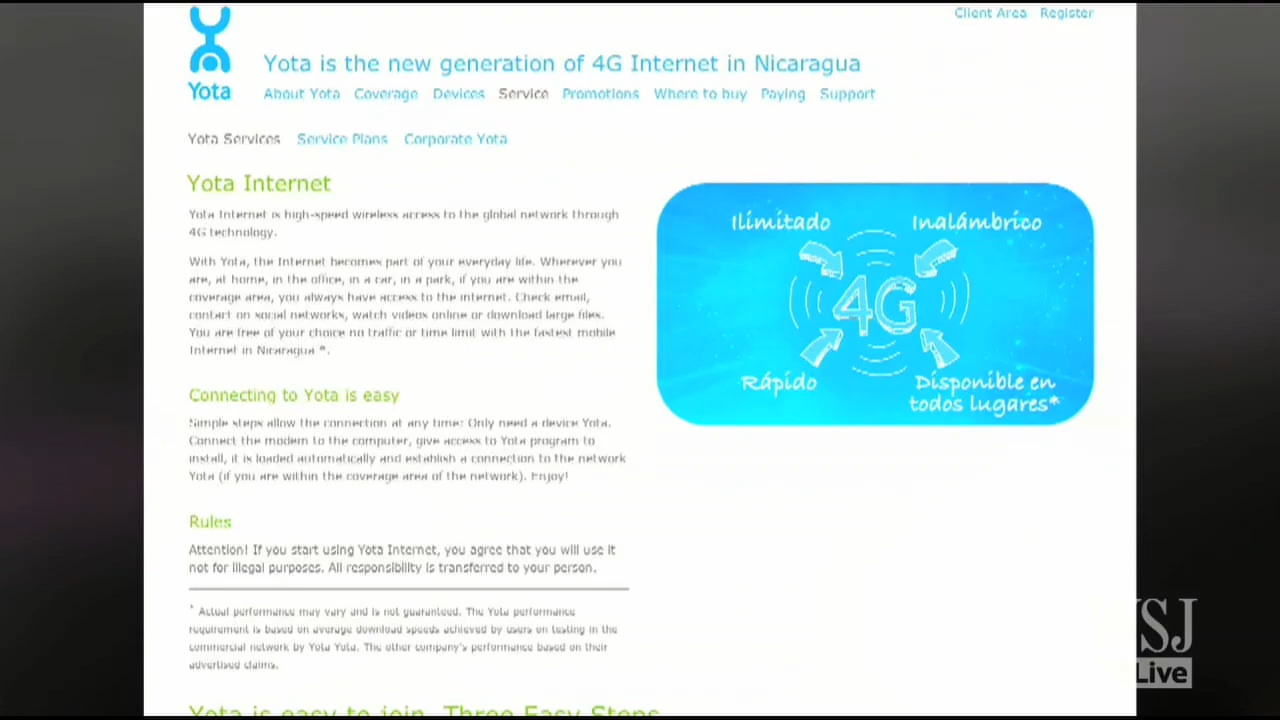 Client Area Register
Yota is the new generation of 4G Internet in Nicaragua
Yota
About Yota Coverage Devices Service Promotions Where to buy Paying Support
Yota Services Service Plans Corporate Yota
Yota Internet
Yota Internet is high-speed wireless access to the global network through
4G technology.
With Yota, the Internet becomes part of your everyday life. Wherever you
are, at home, in the office, in a car, in a park, if you are within the
coverage area, you always have access to the internet. Check email,
contact on social networks, watch videos online or download large files.
You are free of your choice no traffic or time limit with the fastest mobile
Internet in Nicaragua *.
Connecting to Yota is easy
Simple steps allow the connection at any time: Only need a device Yota.
Connect the modem to the computer, give access to Yota program to
install, it is loaded automatically and establish a connection to the network
Yota (if you are within the coverage area of the network). Enjoy!
Rules
Attention! If you start using Yota Internet, you agree that you will use it
not for illegal purposes. All responsibility is transferred to your person.
* Actual performance may vary and is not guaranteed. The Yota performance
requirement is based on average download speeds achieved by users on testing in the
commercial network by Yota Yota. The other company's performance based on their
advertised claims.
Yota is easy to join. Three Easy Steps
Ilimitado Inalámbrico
4G
Rápido Disponible en
todos lugares*
WSJ
Live